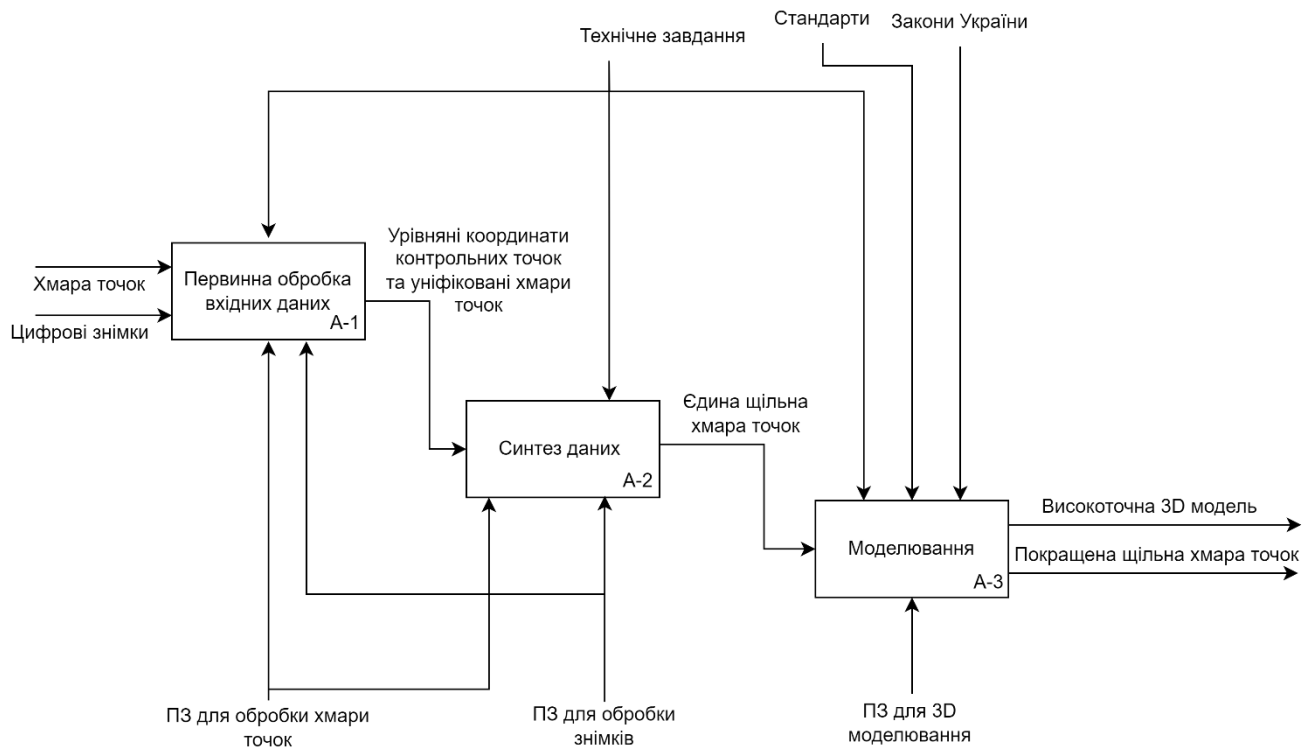 Стандарти
Закони України
Технічне завдання
Урівняні координати
контрольних точок
та уніфіковані хмари
точок
Хмара точок
Цифрові знімки
Первинна обробка
вхідних даних
А-1
Синтез даних
А-2
Єдина щільна
хмара точок
Моделювання
А-3
Високоточна 3D модель
Покращена щільна хмара точок
ПЗ для обробки хмари
точок
ПЗ для обробки
знімків
ПЗ для 3D
моделювання